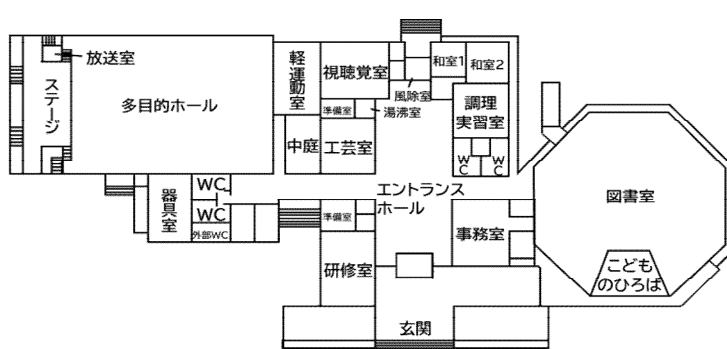 放送室
ステージ
多目的ホール
軽運動室
視聴覚室
和室1
和室2
風除室
準備室
湯沸室
調理
実習室
中庭
工芸室
WC
WC
器具室
WC
WC
外部WC
エントランス
ホール
準備室
事務室
研修室
図書室
こども
のひろば
玄関